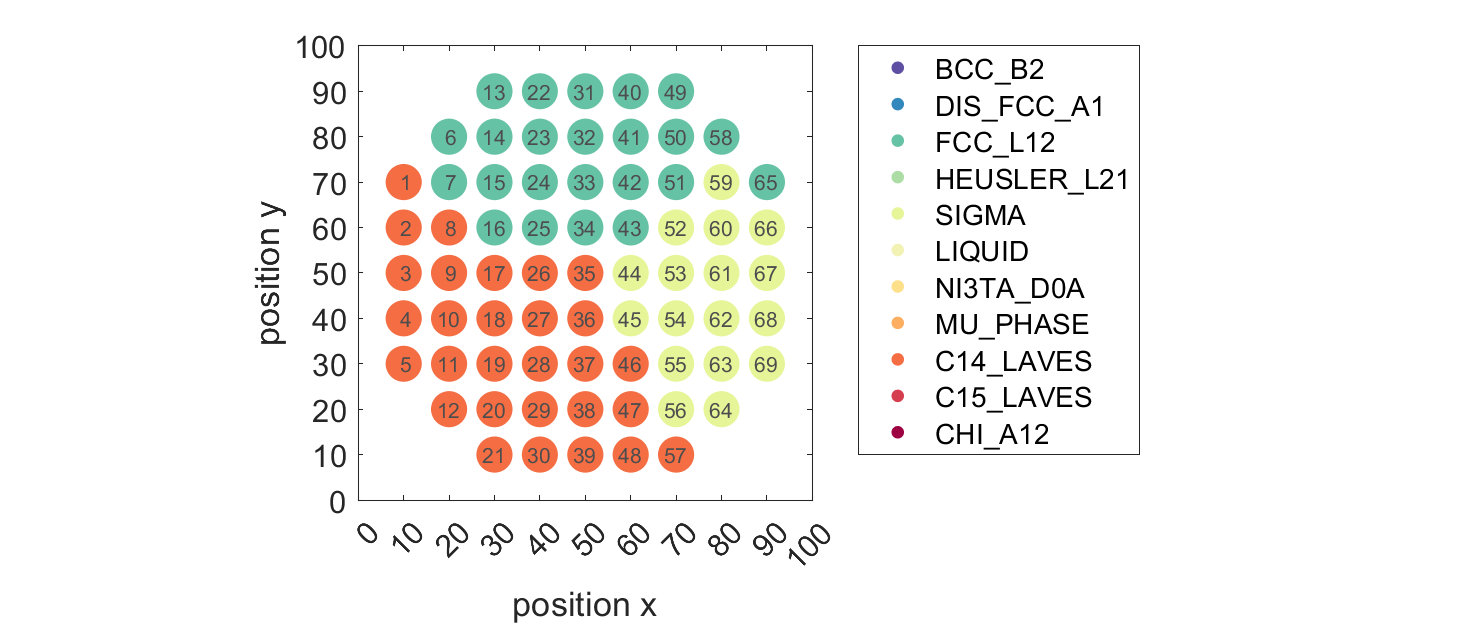 100
90 13 22 31 40 49
80 6 14 23 32 41 50 58
70 1 7 15 24 33 42 51 59 65
60 2 8 16 25 34 43 52 60 66
50 3 9 17 26 35 44 53 61 67
40 4 10 18 27 36 45 54 62 68
30 5 11 19 28 37 46 55 63 69
20 12 20 29 38 47 56 64
10 21 30 39 48 57
0
0 10 20 30 40 50 60 70 80 90 100
position x
position y
BCC_B2
DIS_FCC_A1
FCC_L12
HEUSLER_L21
SIGMA
LIQUID
NI3TA_D0A
MU_PHASE
C14_LAVES
C15_LAVES
CHI_A12